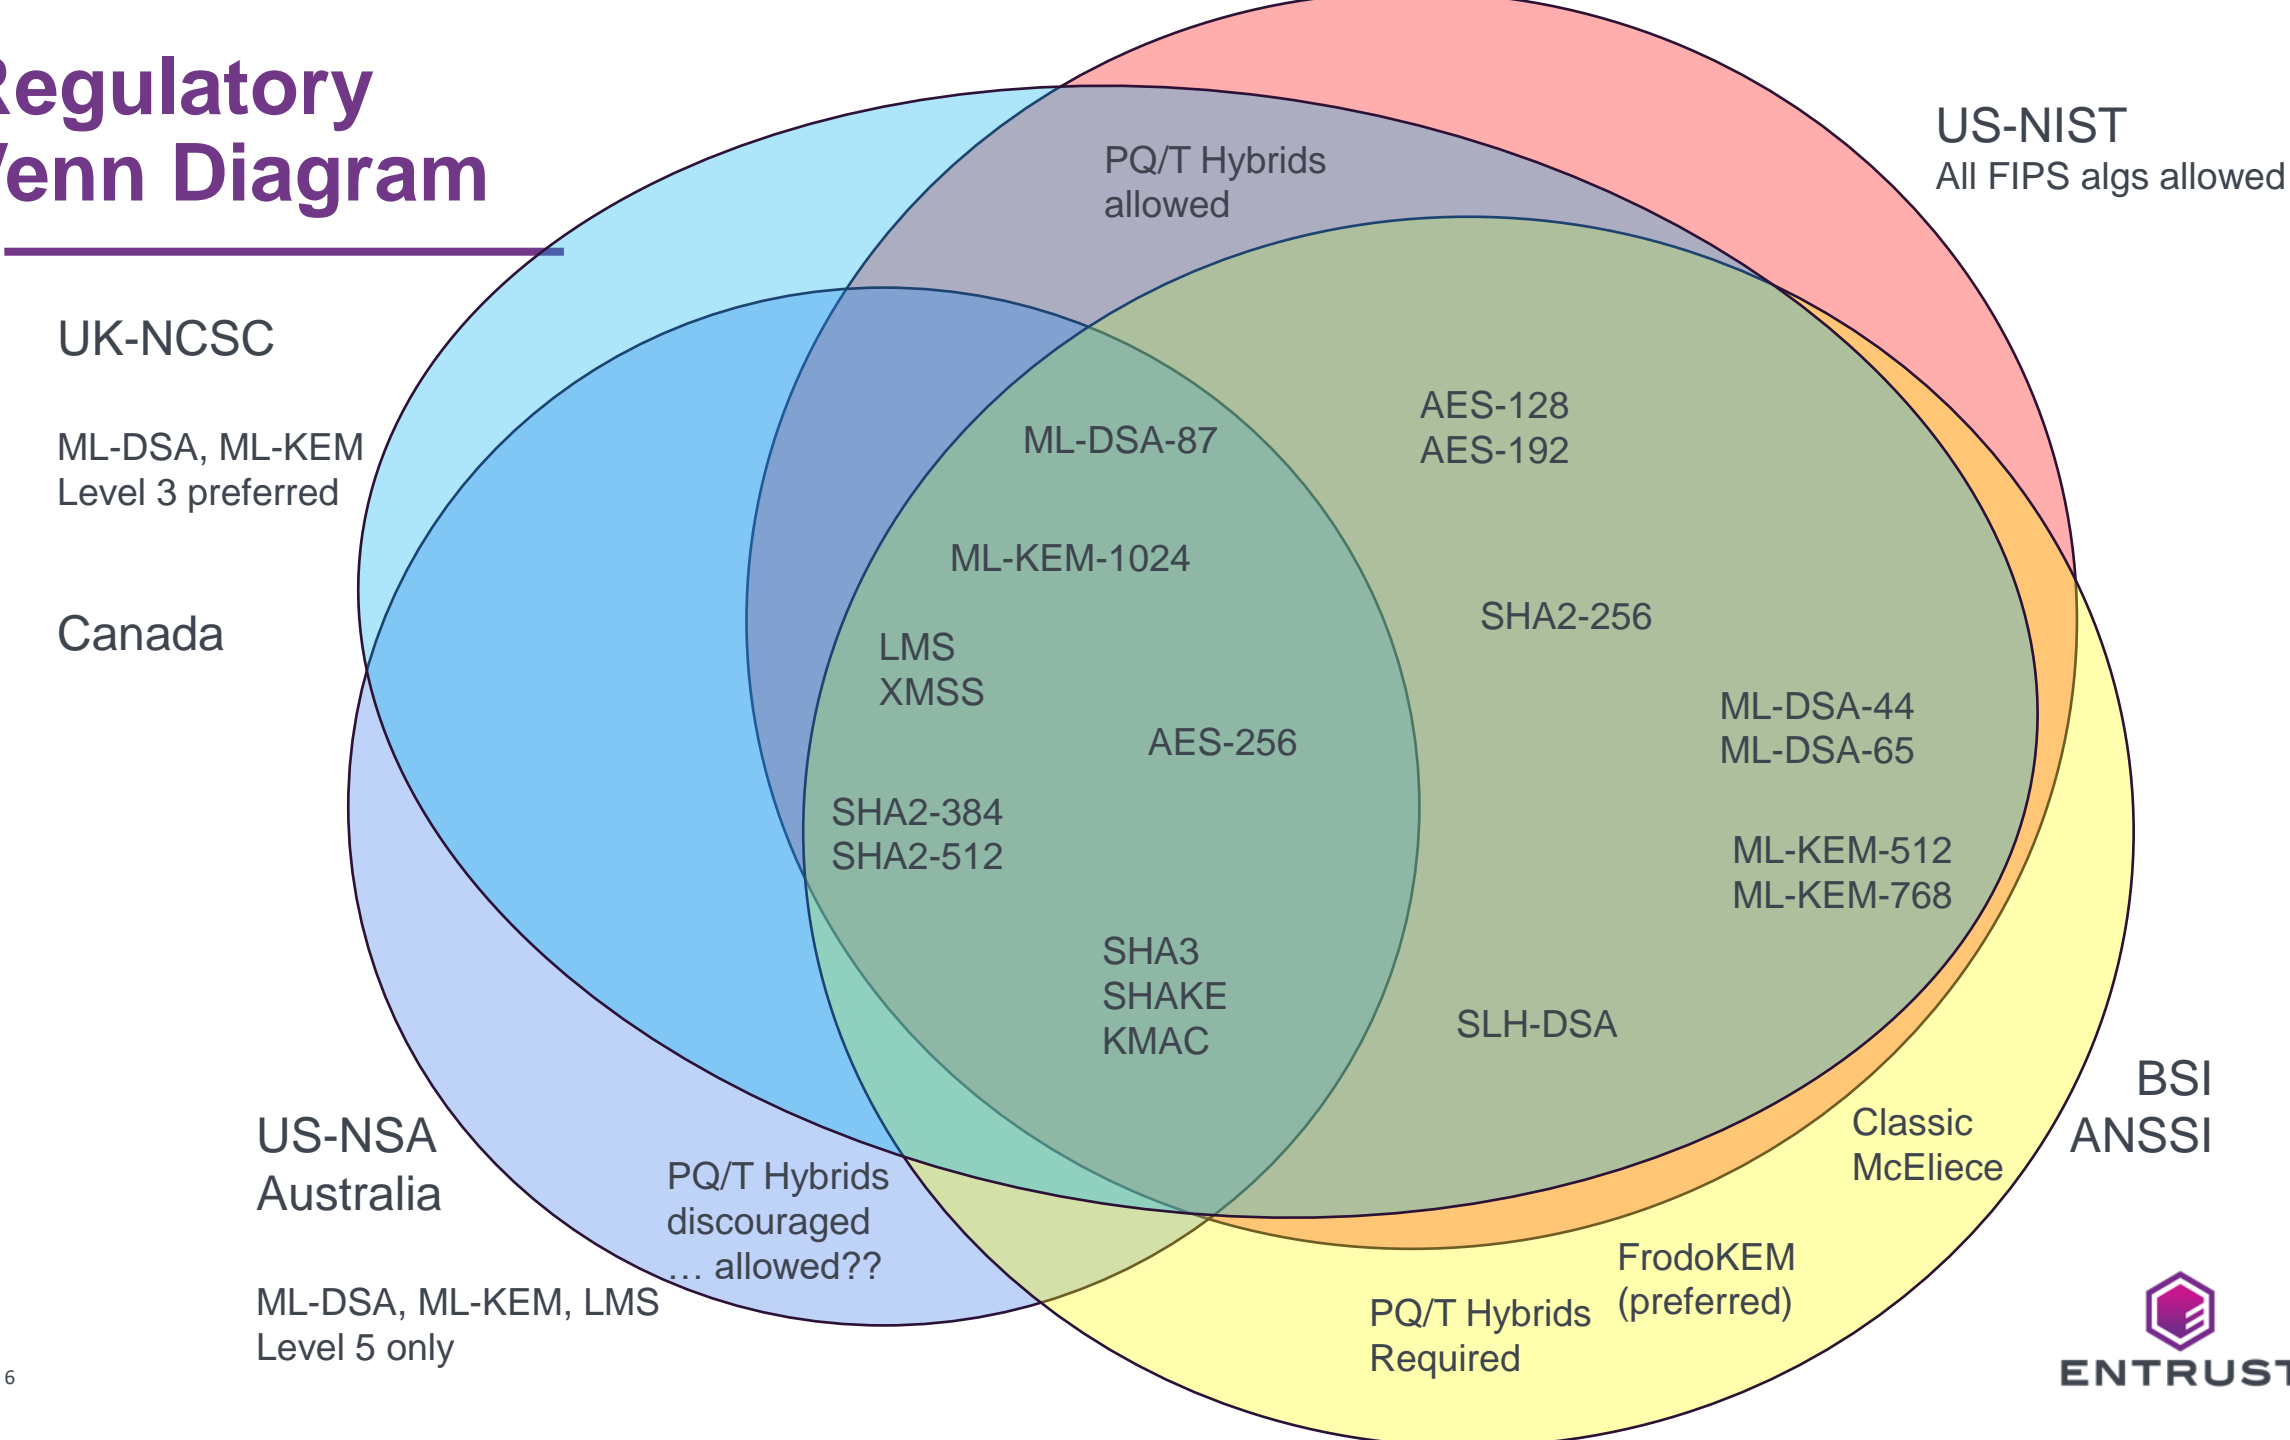 Regulatory
Venn Diagram
US-NIST
All FIPS algs allowed
PQ/T Hybrids
allowed
UK-NCSC
ML-DSA, ML-KEM
Level 3 preferred
Canada
AES-128
AES-192
ML-DSA-87
ML-KEM-1024
SHA2-256
LMS
XMSS
AES-256
ML-DSA-44
ML-DSA-65
SHA2-384
SHA2-512
ML-KEM-512
ML-KEM-768
SHA3
SHAKE
KMAC
SLH-DSA
BSI
ANSSI
Classic
McEliece
US-NSA
Australia
PQ/T Hybrids
discouraged
… allowed??
ML-DSA, ML-KEM, LMS
Level 5 only
FrodoKEM
(preferred)
PQ/T Hybrids
Required
6
ENTRUST